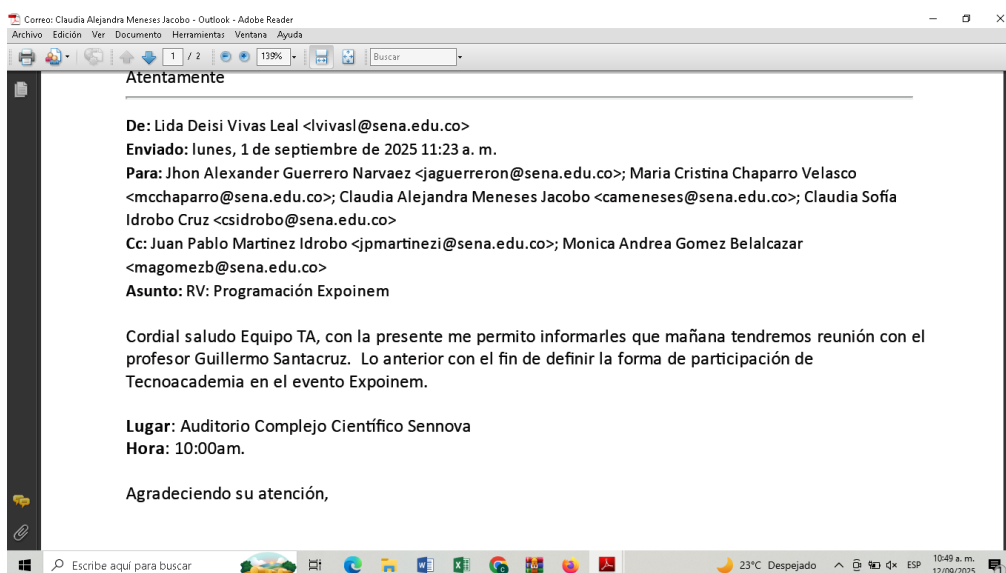 Correo: Claudia Alejandra Meneses Jacobo - Outlook - Adobe Reader
Archivo Edición Ver Documento Herramientas Ventana Ayuda
1 / 2 139% Buscar
Atentamente
De: Lida Deisi Vivas Leal <lvivasl@sena.edu.co>
Enviado: lunes, 1 de septiembre de 2025 11:23 a. m.
Para: Jhon Alexander Guerrero Narvaez <jaguerreron@sena.edu.co>; Maria Cristina Chaparro Velasco
<mcchaparro@sena.edu.co>; Claudia Alejandra Meneses Jacobo <cameneses@sena.edu.co>; Claudia Sofía
Idrobo Cruz <csidrobo@sena.edu.co>
Cc: Juan Pablo Martinez Idrobo <jpmartinezi@sena.edu.co>; Monica Andrea Gomez Belalcazar
<magomezb@sena.edu.co>
Asunto: RV: Programación Expoinem
Cordial saludo Equipo TA, con la presente me permito informarles que mañana tendremos reunión con el
profesor Guillermo Santacruz.  Lo anterior con el fin de definir la forma de participación de
Tecnoacademia en el evento Expoinem.
Lugar: Auditorio Complejo Científico Sennova
Hora: 10:00am.
Agradeciendo su atención,
Escribe aquí para buscar
23°C Despejado
ESP
10:49 a. m.
12/09/2025